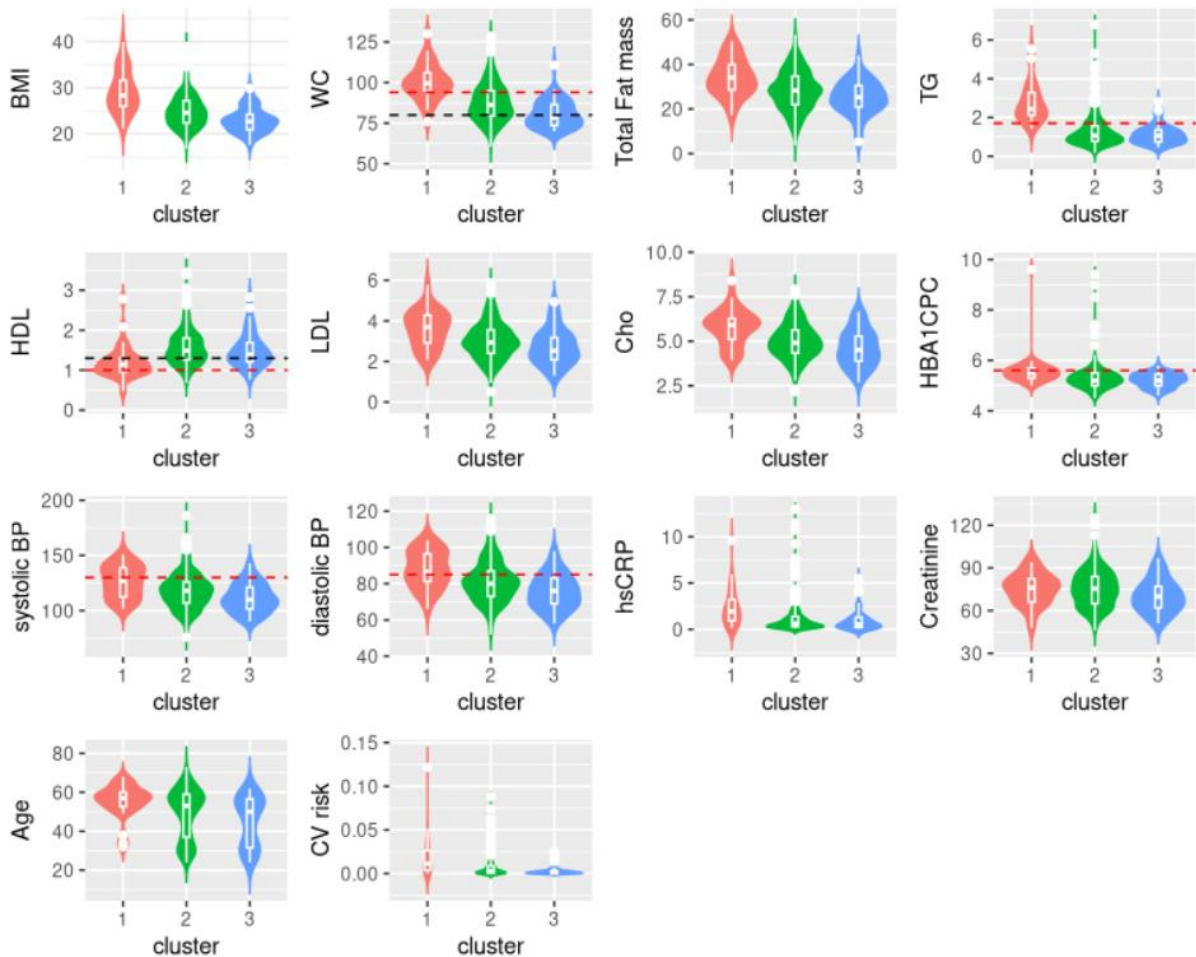 BMI
40
30
20
1 2 3
cluster
WC
125
100
75
50
1 2 3
cluster
Total Fat mass
60
40
20
0
1 2 3
cluster
TG
6
4
2
0
1 2 3
cluster
HDL
3
2
1
0
1 2 3
cluster
LDL
6
4
2
0
1 2 3
cluster
Cho
10.0
7.5
5.0
2.5
1 2 3
cluster
HBA1CPC
10
8
6
4
1 2 3
cluster
systolic BP
200
150
100
1 2 3
cluster
diastolic BP
120
100
80
60
40
1 2 3
cluster
hsCRP
10
5
0
1 2 3
cluster
Creatinine
120
90
60
30
1 2 3
cluster
Age
80
60
40
20
1 2 3
cluster
CV risk
0.15
0.10
0.05
0.00
1 2 3
cluster